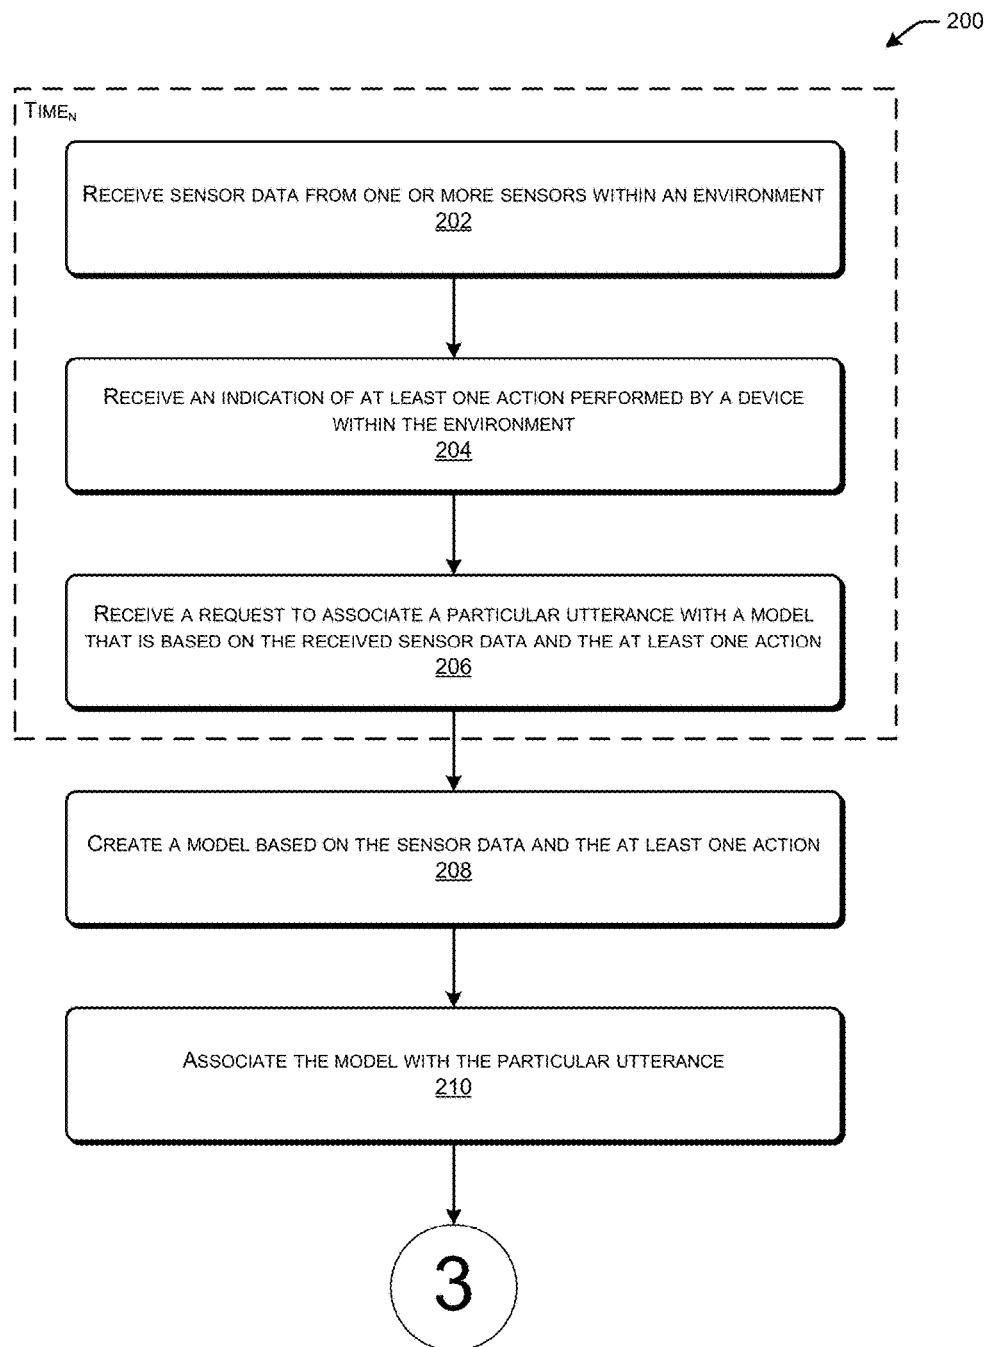 200
TIMEN
RECEIVE SENSOR DATA FROM ONE OR MORE SENSORS WITHIN AN ENVIRONMENT
202
RECEIVE AN INDICATION OF AT LEAST ONE ACTION PERFORMED BY A DEVICE
WITHIN THE ENVIRONMENT
204
RECEIVE A REQUEST TO ASSOCIATE A PARTICULAR UTTERANCE WITH A MODEL
THAT IS BASED ON THE RECEIVED SENSOR DATA AND THE AT LEAST ONE ACTION
206
CREATE A MODEL BASED ON THE SENSOR DATA AND THE AT LEAST ONE ACTION
208
ASSOCIATE THE MODEL WITH THE PARTICULAR UTTERANCE
210
3